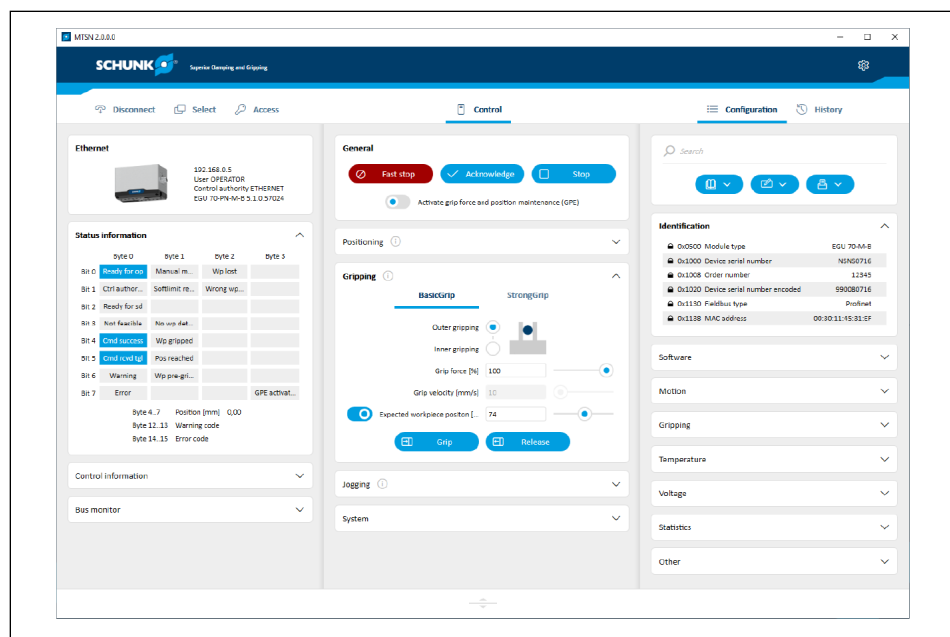 MTSN 2.0.0.0
SCHUNK
Superior Clamping and Gripping
Disconnect
Select
Access
Control
Configuration
History
Ethernet
192.168.0.5
User OPERATOR
Control authority ETHERNET
EGU 70-PN-M-B 5.1.0.57024
Status information
Byte 0 Byte 1 Byte 2 Byte 3
Bit 0 Ready for op Manual m... Wp lost
Bit 1 Ctrl author... Softlimit re... Wrong wp...
Bit 2 Ready for sd
Bit 3 Not feasible No wp det...
Bit 4 Cmd success Wp gripped
Bit 5 Cmd rcvd tgl Pos reached
Bit 6 Warning Wp pre-gri...
Bit 7 Error GPE activat...
Byte 4..7 Position [mm] 0,00
Byte 12..13 Warning code
Byte 14..15 Error code
Control information
Bus monitor
General
Fast stop
Acknowledge
Stop
Activate grip force and position maintenance (GPE)
Positioning
Gripping
BasicGrip StrongGrip
Outer gripping
Inner gripping
Grip force [%] 100
Grip velocity [mm/s] 10
Expected workpiece positon [... 74
Grip
Release
Jogging
System
Search
Identification
0x0500 Module type EGU 70-M-B
0x1000 Device serial number NSNS0716
0x1008 Order number 12345
0x1020 Device serial number encoded 990080716
0x1130 Fieldbus type Profinet
0x1138 MAC address 00:30:11:45:31:EF
Software
Motion
Gripping
Temperature
Voltage
Statistics
Other